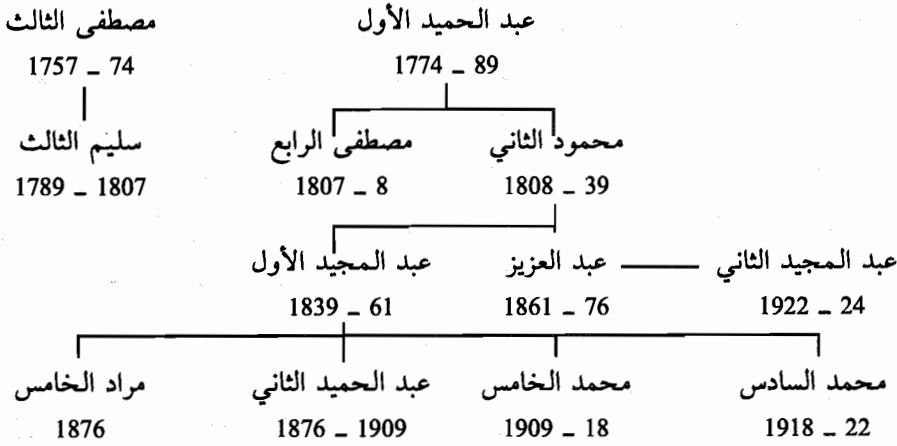 عبد الحميد الأول مصطفى الثالث
1774 – 89 1757 – 74
محمود الثاني مصطفى الرابع سليم الثالث
1808 – 39 1807 – 8 1789 – 1807
عبد المجيد الثاني عبد العزيز عبد المجيد الأول
1922 – 24 1861 – 76 1839 – 61
محمد السادس محمد الخامس عبد الحميد الثاني مراد الخامس
1918 – 22 1909 – 18 1876 – 1909 1876